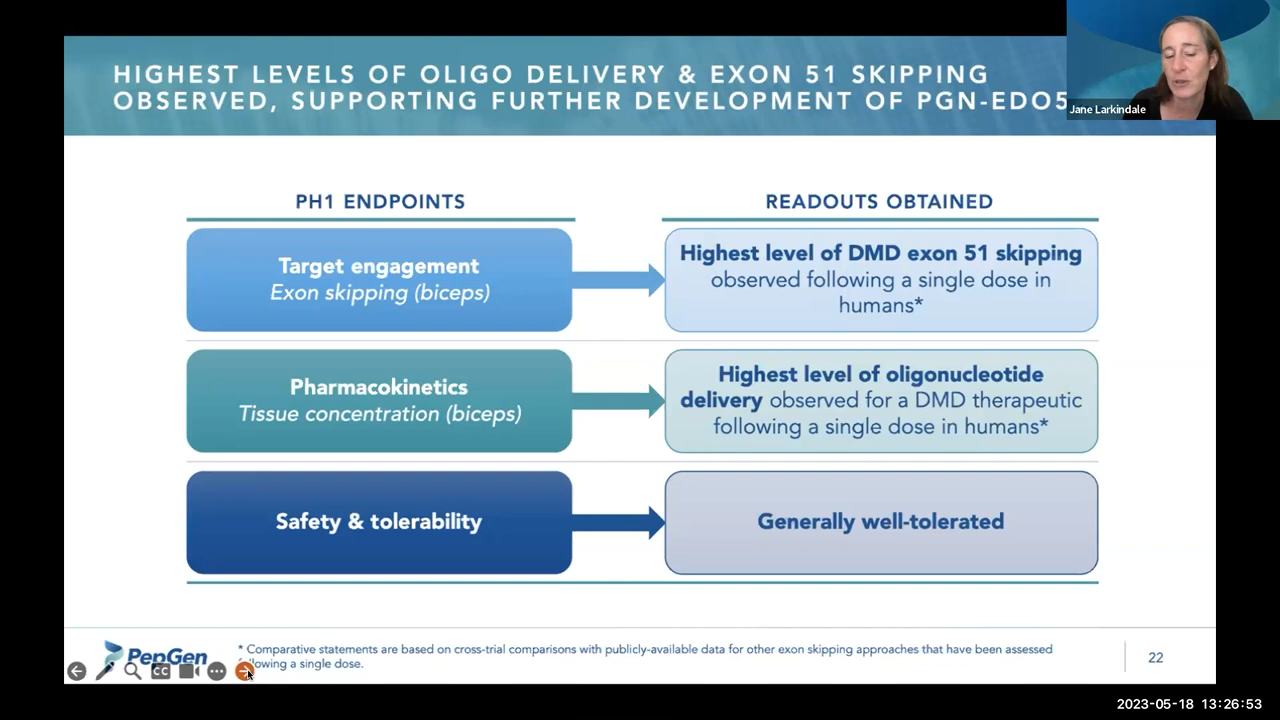 HIGHEST LEVELS OF OLIGO DELIVERY & EXON 51 SKIPPING
OBSERVED, SUPPORTING FURTHER DEVELOPMENT OF PGN-EDO5
Jane Larkindale
PH1 ENDPOINTS
READOUTS OBTAINED
Target engagement
Exon skipping (biceps)
Highest level of DMD exon 51 skipping
observed following a single dose in
humans*
Pharmacokinetics
Tissue concentration (biceps)
Highest level of oligonucleotide
delivery observed for a DMD therapeutic
following a single dose in humans*
Safety & tolerability
Generally well-tolerated
PepGen
* Comparative statements are based on cross-trial comparisons with publicly-available data for other exon skipping approaches that have been assessed
following a single dose.
22
CC
2023-05-18 13:26:53